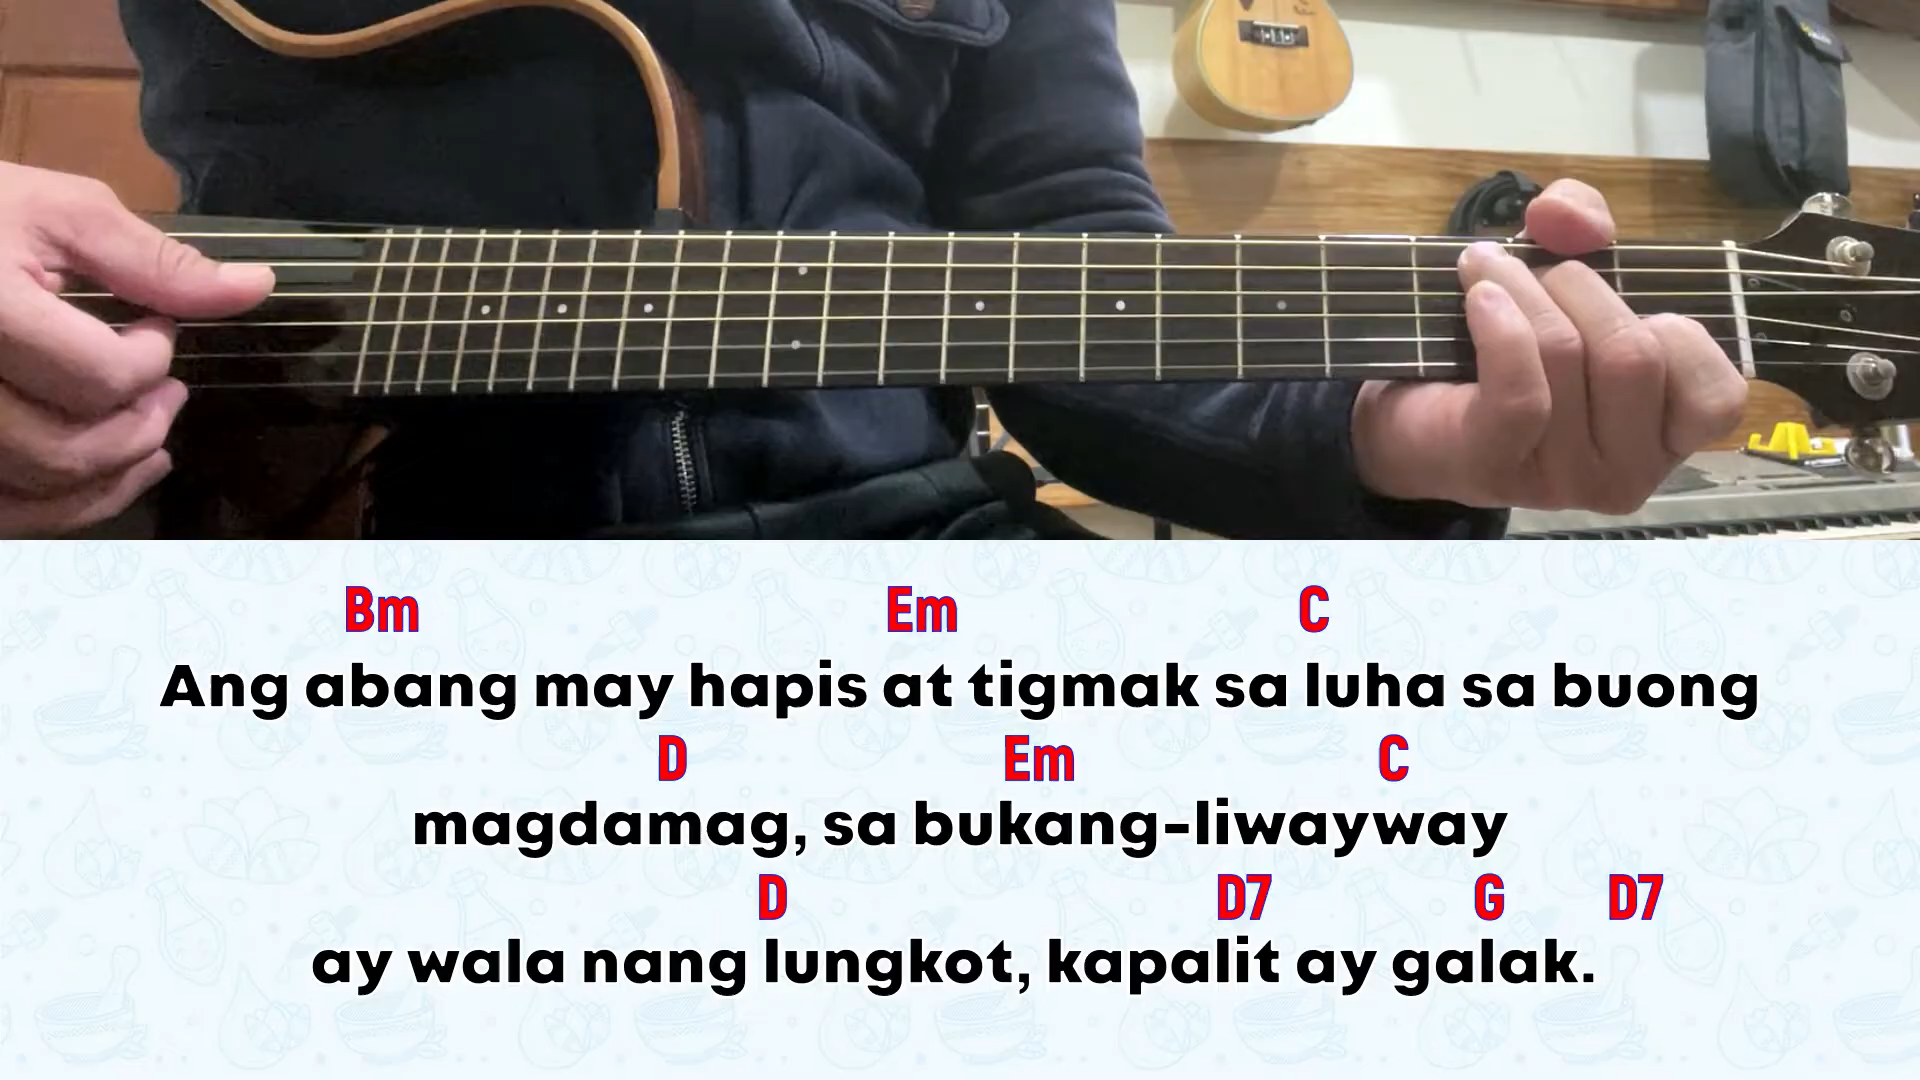 Bm Em C
Ang abang may hapis at tigmak sa luha sa buong
D Em C
magdamag, sa bukang-liwayway
D D7 G D7
ay wala nang lungkot, kapalit ay galak.